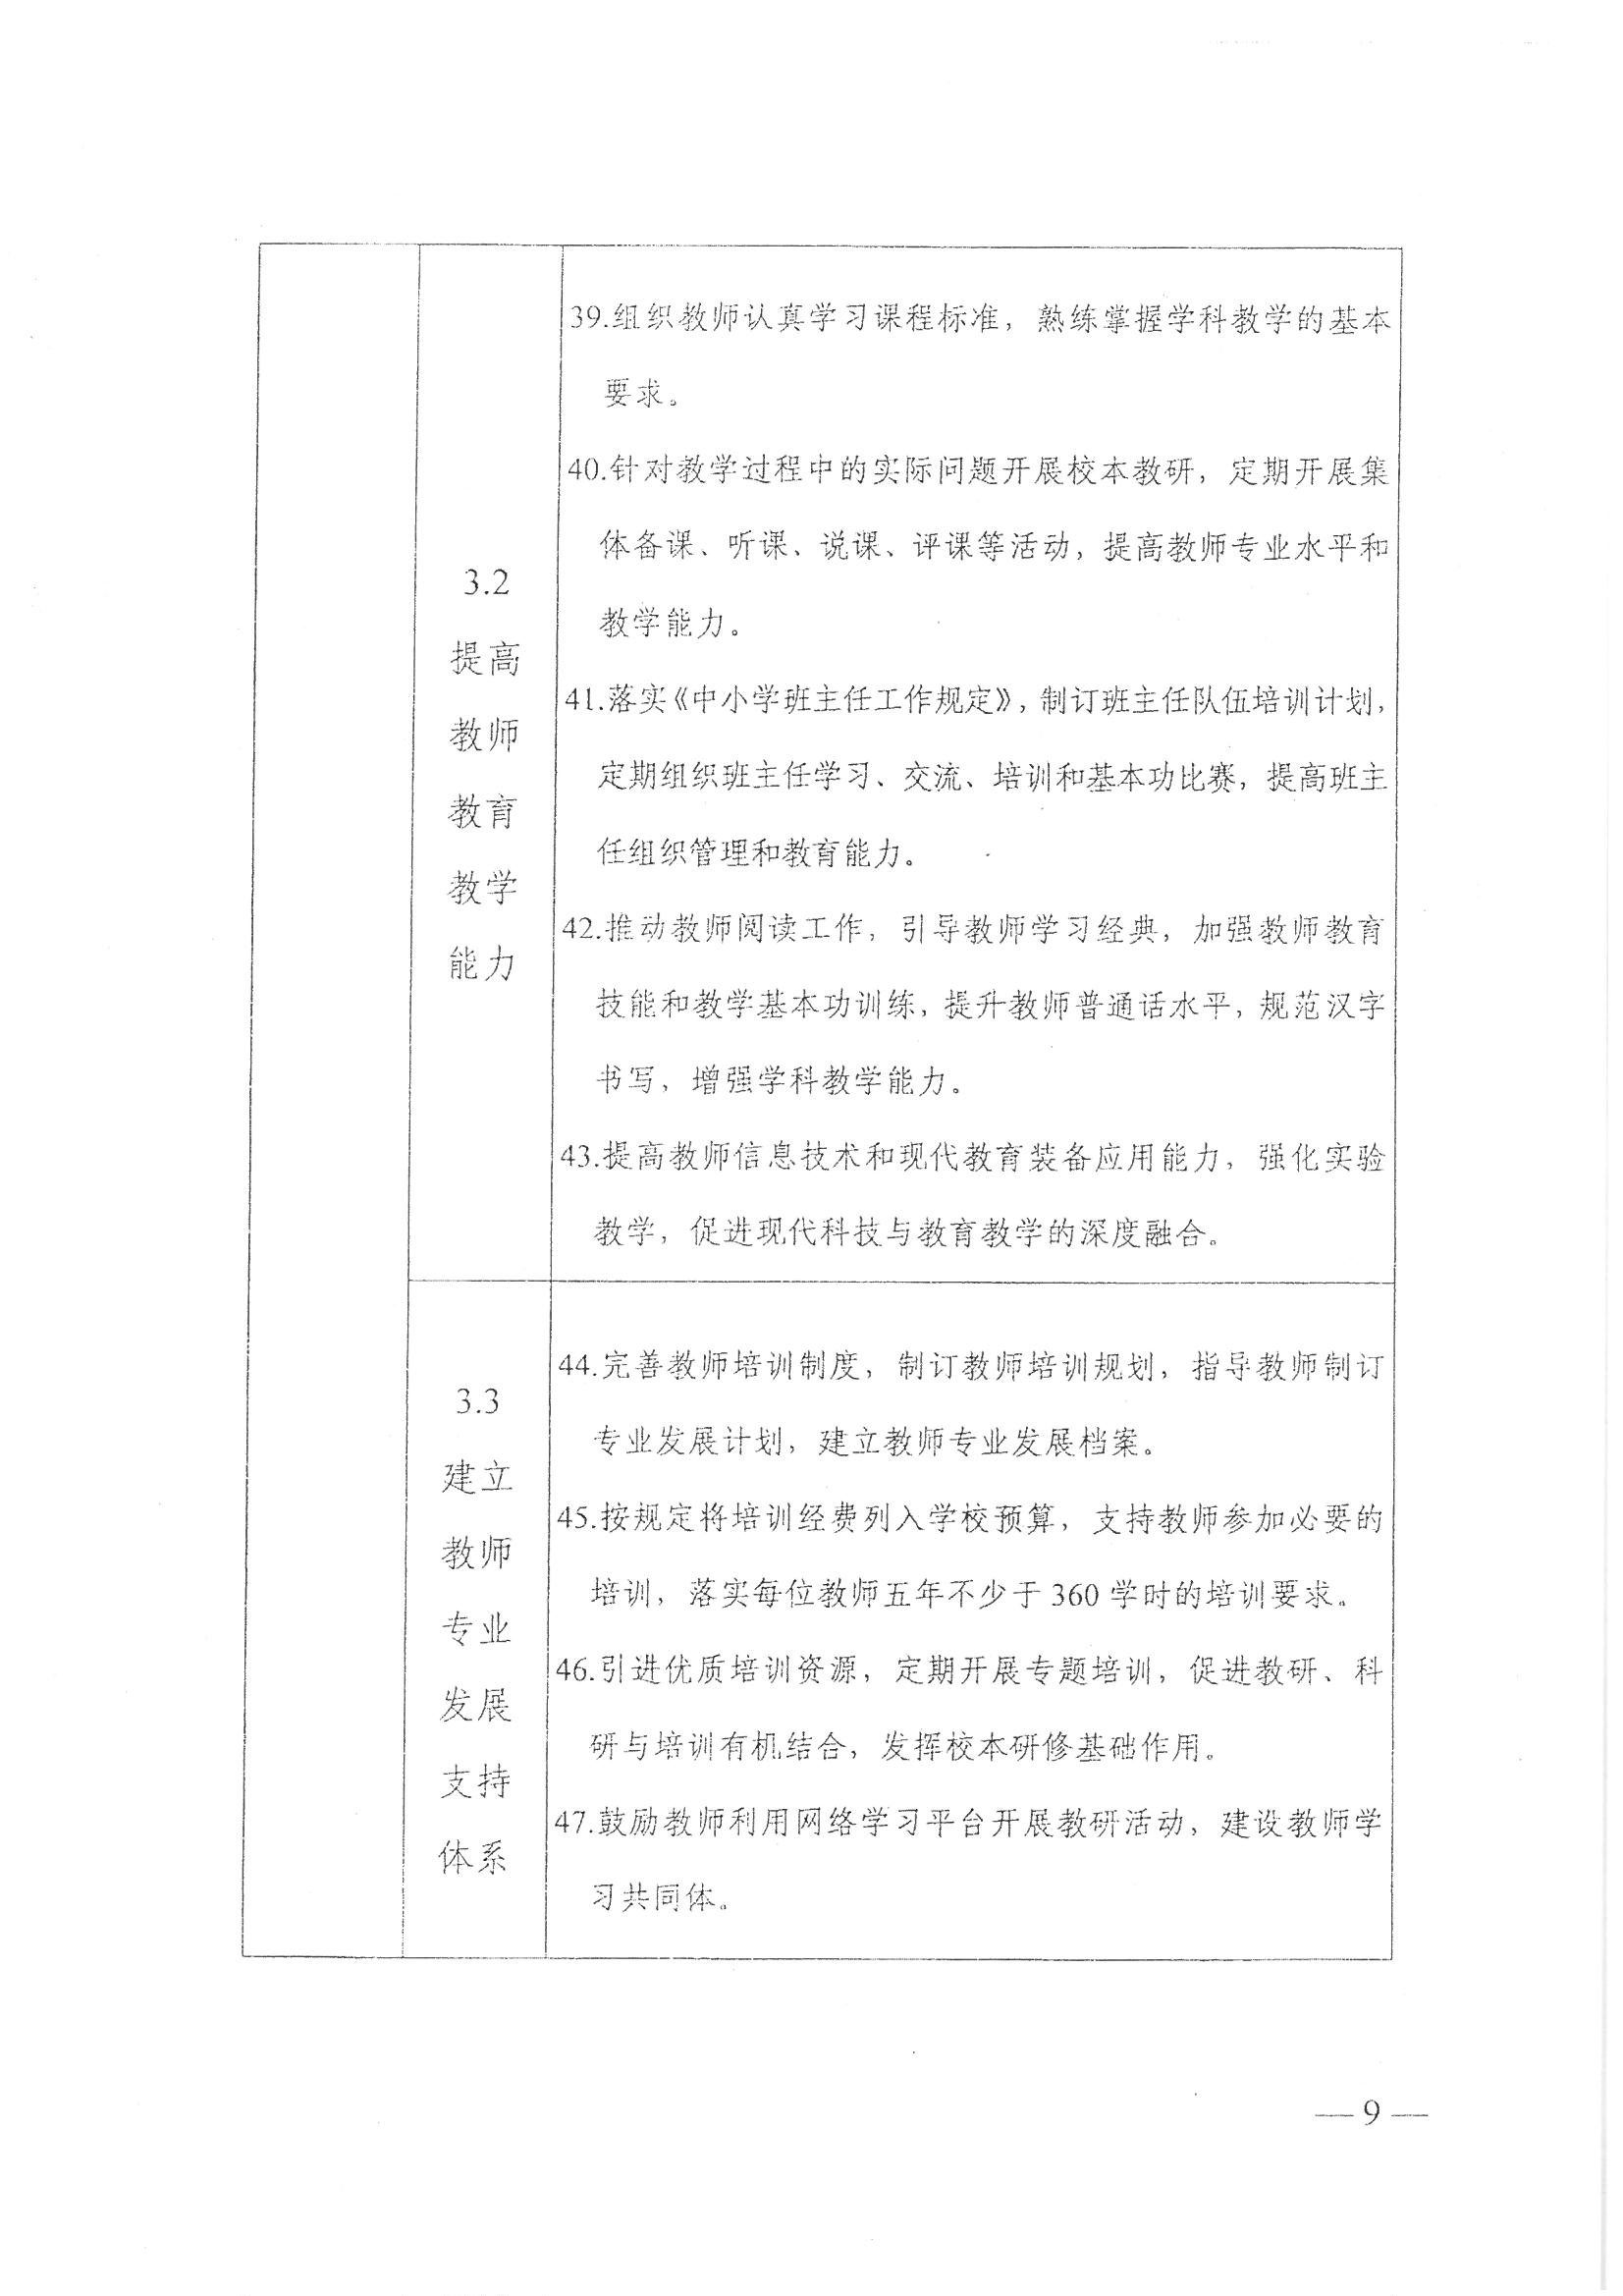 3.2
提高
教师
教育
教学
能力
39.组织教师认真学习课程标准，熟练掌握学科教学的基本
要求。
40.针对教学过程中的实际问题开展校本教研，定期开展集
体备课、听课、说课、评课等活动，提高教师专业水平和
教学能力。
41.落实《中小学班主任工作规定》，制订班主任队伍培训计划，
定期组织班主任学习、交流、培训和基本功比赛，提高班主
任组织管理和教育能力。
42.推动教师阅读工作，引导教师学习经典，加强教师教育
技能和教学基本功训练，提升教师普通话水平，规范汉字
书写，增强学科教学能力。
43.提高教师信息技术和现代教育装备应用能力，强化实验
教学，促进现代科技与教育教学的深度融合。
3.3
建立
教师
专业
发展
支持
体系
44.完善教师培训制度，制订教师培训规划，指导教师制订
专业发展计划，建立教师专业发展档案。
45.按规定将培训经费列入学校预算，支持教师参加必要的
培训，落实每位教师五年不少于 360 学时的培训要求。
46.引进优质培训资源，定期开展专题培训，促进教研、科
研与培训有机结合，发挥校本研修基础作用。
47.鼓励教师利用网络学习平台开展教研活动，建设教师学
习共同体。
— 9 —